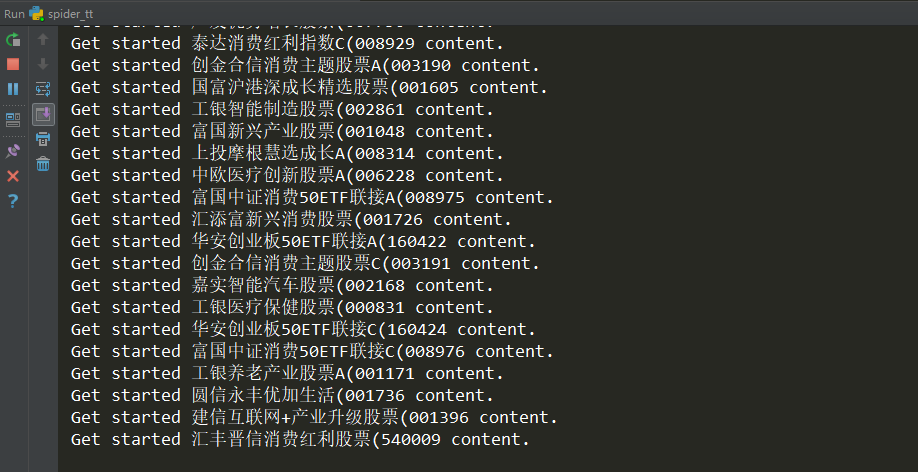 Run spider_tt
Get started 泰达消费红利指数C(008929 content.
Get started 创金合信消费主题股票A(003190 content.
Get started 国富沪港深成长精选股票(001605 content.
Get started 工银智能制造股票(002861 content.
Get started 富国新兴产业股票(001048 content.
Get started 上投摩根慧选成长A(008314 content.
Get started 中欧医疗创新股票A(006228 content.
Get started 富国中证消费50ETF联接A(008975 content.
Get started 汇添富新兴消费股票(001726 content.
Get started 华安创业板50ETF联接A(160422 content.
Get started 创金合信消费主题股票C(003191 content.
Get started 嘉实智能汽车股票(002168 content.
Get started 工银医疗保健股票(000831 content.
Get started 华安创业板50ETF联接C(160424 content.
Get started 富国中证消费50ETF联接C(008976 content.
Get started 工银养老产业股票A(001171 content.
Get started 圆信永丰优加生活(001736 content.
Get started 建信互联网+产业升级股票(001396 content.
Get started 汇丰晋信消费红利股票(540009 content.